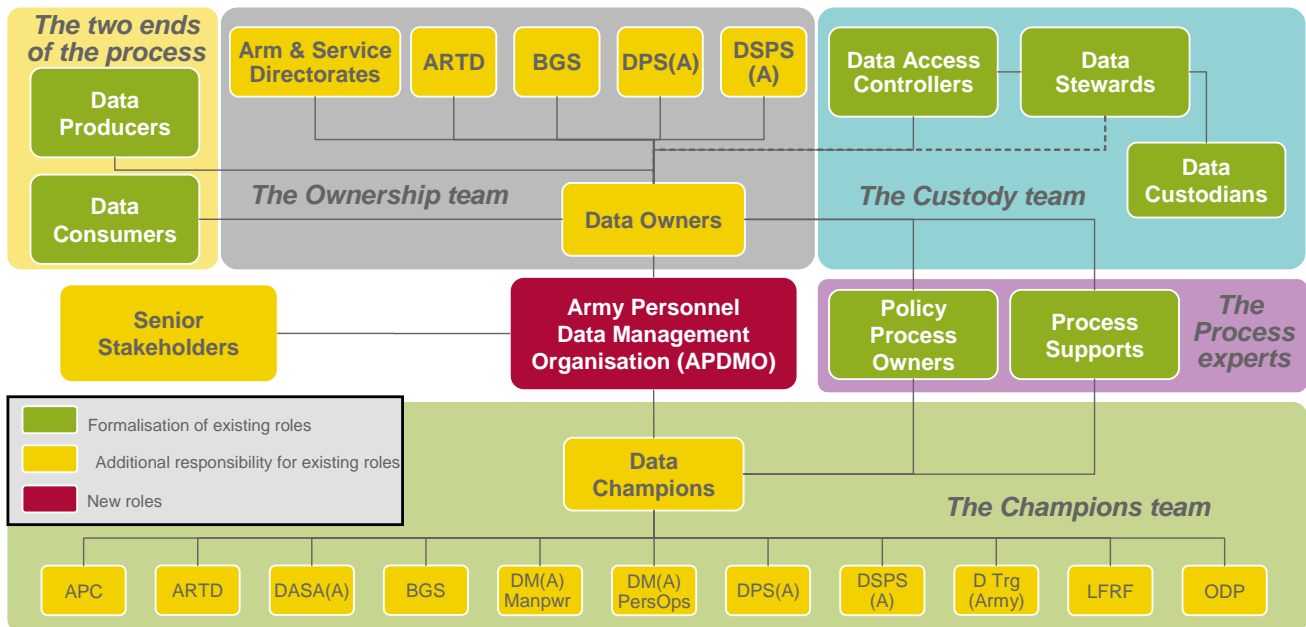 The two ends
of the process
Data
Producers
Data
Consumers
Arm & Service
Directorates
ARTD
BGS
DPS(A)
DSPS
(A)
The Ownership team
Data Owners
Data Access
Controllers
Data
Stewards
Data
Custodians
The Custody team
Senior
Stakeholders
Army Personnel
Data Management
Organisation (APDMO)
Policy
Process
Owners
Process
Supports
The
Process
experts
Formalisation of existing roles
Additional responsibility for existing roles
New roles
Data
Champions
The Champions team
APC
ARTD
DASA(A)
BGS
DM(A)
Manpwr
DM(A)
PersOps
DPS(A)
DSPS
(A)
D Trg
(Army)
LFRF
ODP